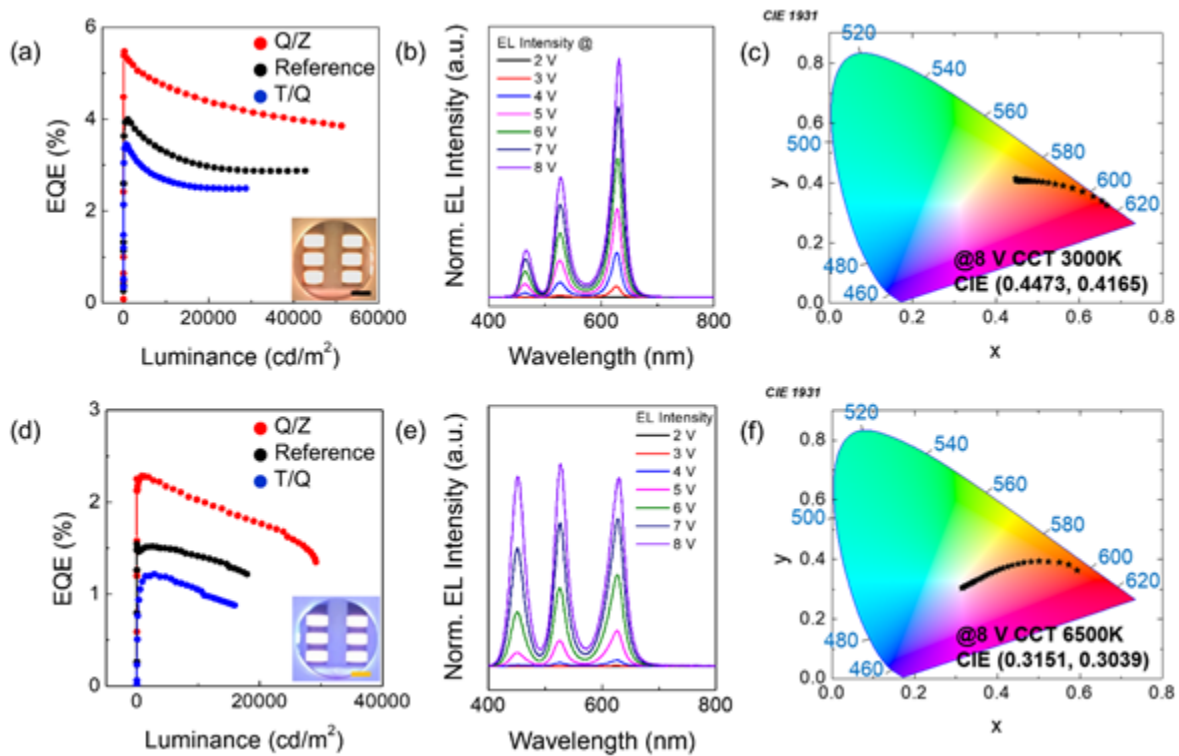 (a)
EQE (%)
6
4
2
0
Q/Z
Reference
T/Q
0 20000 40000 60000
Luminance (cd/m²)
(b)
Norm. EL Intensity (a.u.)
EL Intensity @
2 V
3 V
4 V
5 V
6 V
7 V
8 V
400 600 800
Wavelength (nm)
CIE 1931
(c)
y
0.8
0.6
0.4
0.2
0.0
520
540
560
500
580
600
620
480
460
@8 V CCT 3000K
CIE (0.4473, 0.4165)
0.0 0.2 0.4 0.6 0.8
x
(d)
EQE (%)
3
2
1
0
Q/Z
Reference
T/Q
0 20000 40000
Luminance (cd/m²)
(e)
Norm. EL Intensity (a.u.)
EL Intensity
2 V
3 V
4 V
5 V
6 V
7 V
8 V
400 600 800
Wavelength (nm)
CIE 1931
(f)
y
0.8
0.6
0.4
0.2
0.0
520
540
560
500
580
600
620
480
460
@8 V CCT 6500K
CIE (0.3151, 0.3039)
0.0 0.2 0.4 0.6 0.8
x